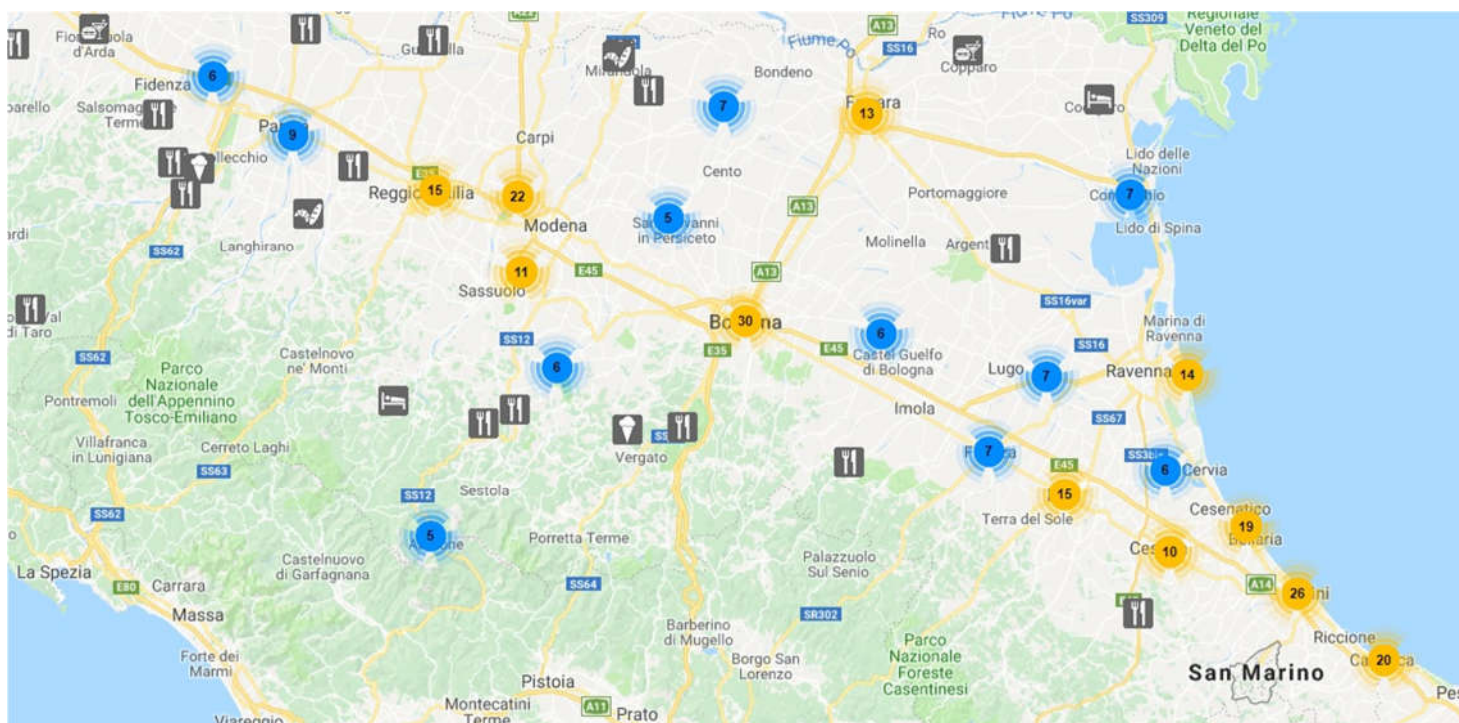 SS309
Regionale
Veneto del
Delta del Po
A13
Fiume Po
Ro
SS16
Bondeno
Copparo
d'Arda
Mirandola
Fidenza
6
7
13
Salsomaggiore
Terme
9
Carpi
Lido delle
Nazioni
Cento
15
22
A13
Portomaggiore
7
Reggio Emilia
Lido di Spina
Modena
5
San Giovanni
in Persiceto
Molinella
Langhirano
SS62
11
E45
A13
Sassuolo
SS16var
di Taro
30
Marina di
Ravenna
SS12
6
SS16
SS62
Castelnovo
ne' Monti
E35
E45
Castel Guelfo
di Bologna
Parco
Nazionale
dell'Appennino
Tosco-Emiliano
6
Lugo
7
Ravenna
14
Pontremoli
Imola
SS67
Villafranca
in Lunigiana
Cerreto Laghi
Vergato
7
SS63
E45
6
Cervia
SS12
Sestola
15
SS62
Terra del Sole
Cesenatico
19
Bellaria
5
Porretta Terme
10
Castelnuovo
di Garfagnana
Palazzuolo
Sul Senio
La Spezia
E80
Carrara
SS64
A14
26
Massa
SR302
Barberino
di Mugello
Riccione
Forte dei
Marmi
Borgo San
Lorenzo
Parco
Nazionale
Foreste
Casentinesi
San Marino
20
Pistoia
Montecatini
Terme
A11
Prato
Viareggio